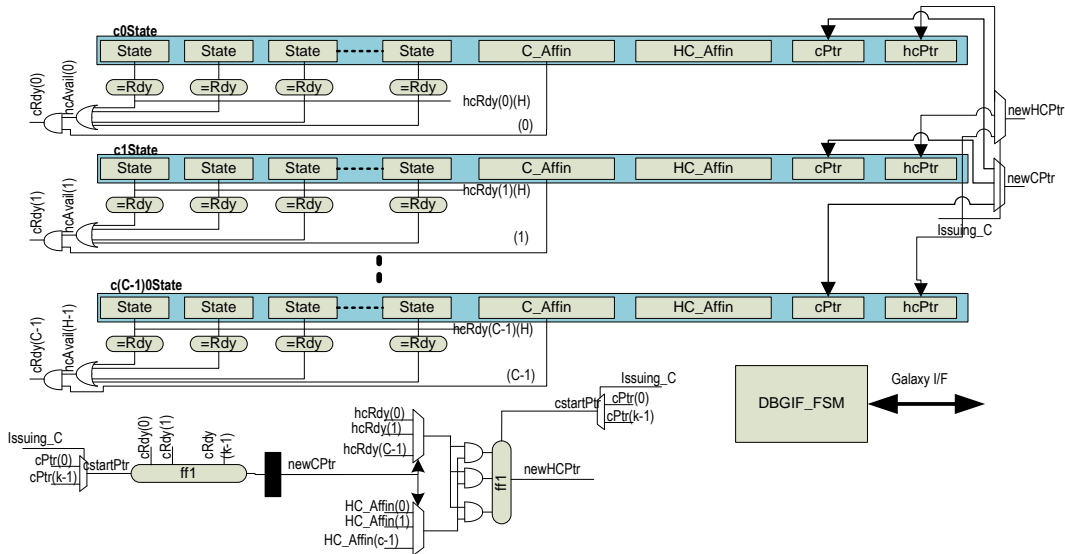 c0State
State State State State C_Affin HC_Affin cPtr hcPtr
=Rdy =Rdy =Rdy =Rdy
cRdy(0)
hcAvail(0)
hcRdy(0)(H)
(0)
newHCPtr
c1State
State State State State C_Affin HC_Affin cPtr hcPtr
newCPtr
hcRdy(1)(H)
=Rdy =Rdy =Rdy =Rdy
cRdy(1)
hcAvail(1)
(1)
Issuing_C
c(C-1)0State
State State State State C_Affin HC_Affin cPtr hcPtr
hcRdy(C-1)(H)
=Rdy =Rdy =Rdy =Rdy
cRdy(C-1)
hcAvail(H-1)
(C-1)
Issuing_C
cstartPtr
cPtr(0)
cPtr(k-1)
DBGIF_FSM
Galaxy I/F
Issuing_C
cPtr(0)
cPtr(k-1)
cstartPtr
cRdy(0)
cRdy(1)
cRdy
(k-1)
ff1
newCPtr
hcRdy(0)
hcRdy(1)
hcRdy(C-1)
HC_Affin(0)
HC_Affin(1)
HC_Affin(c-1)
ff1
newHCPtr